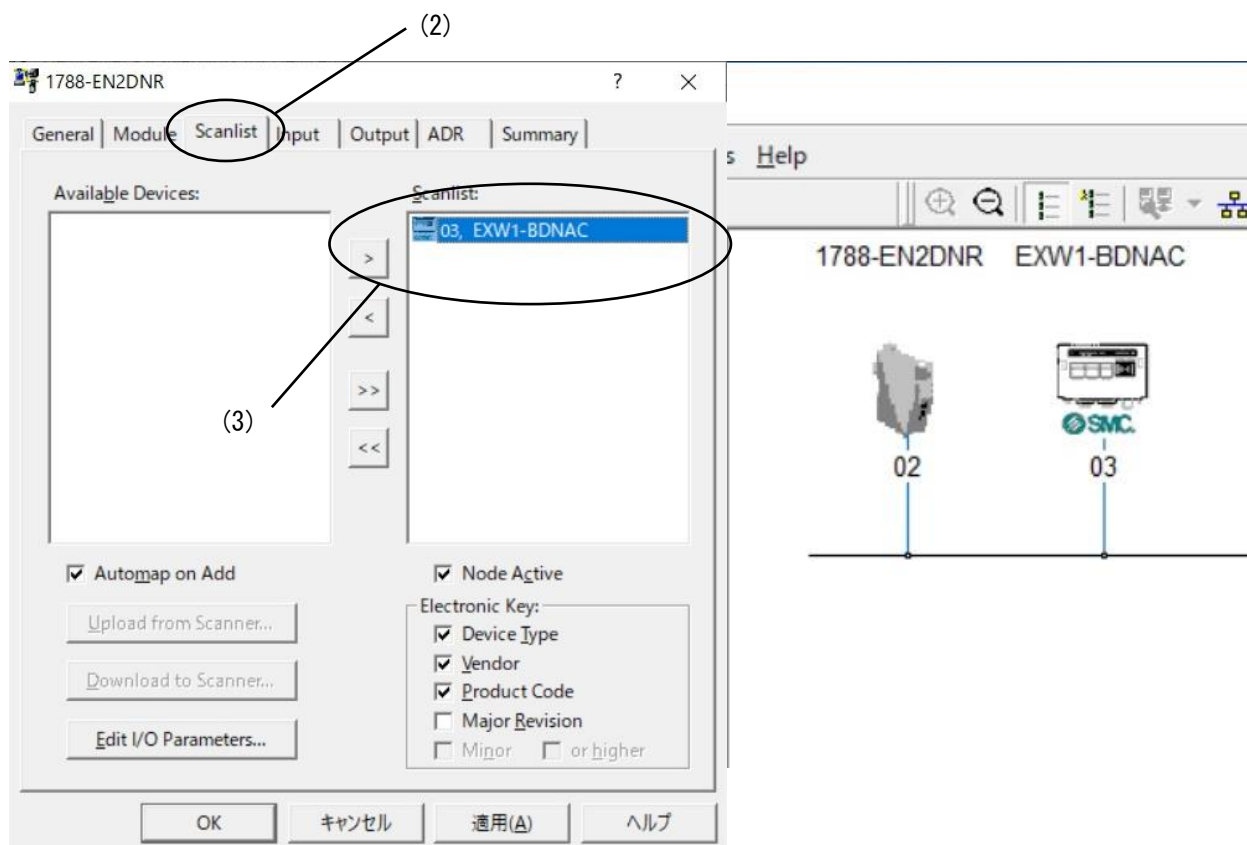 (2)
1788-EN2DNR ? ×
General Module Scanlist Input Output ADR Summary
Available Devices:
Scanlist:
03, EXW1-BDNAC
>
<
>>
<<
(3)
Automap on Add
Upload from Scanner...
Download to Scanner...
Edit I/O Parameters...
Node Active
Electronic Key:
Device Type
Vendor
Product Code
Major Revision
Minor or higher
OK キャンセル 適用(A) ヘルプ
s Help
1788-EN2DNR EXW1-BDNAC
SMC.
02 03